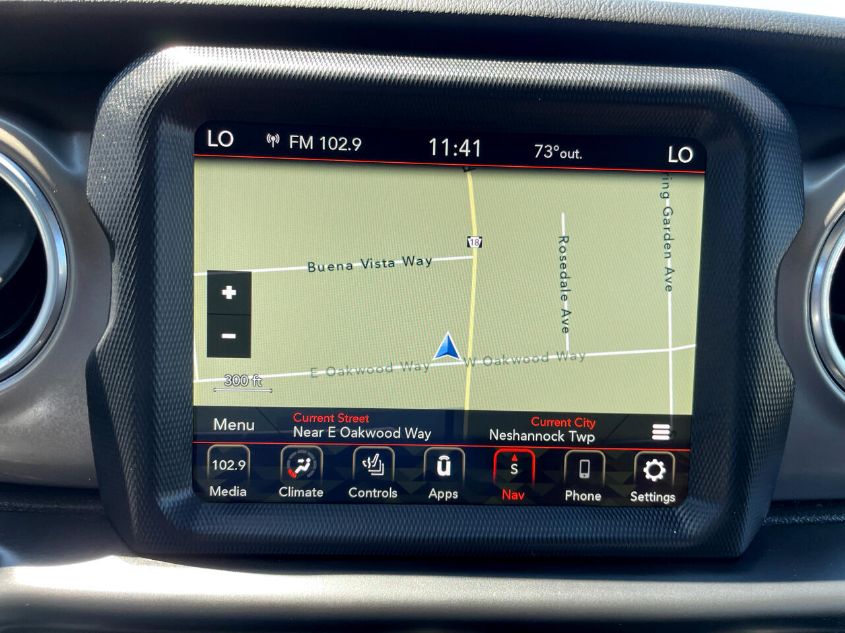 LO FM 102.9 11:41 73° out. LO
18
Buena Vista Way
Rosedale Ave
ring Garden Ave
+
−
E Oakwood Way W Oakwood Way
300 ft
Menu
Current Street
Near E Oakwood Way
Current City
Neshannock Twp
102.9
S
Media Climate Controls Apps Nav Phone Settings